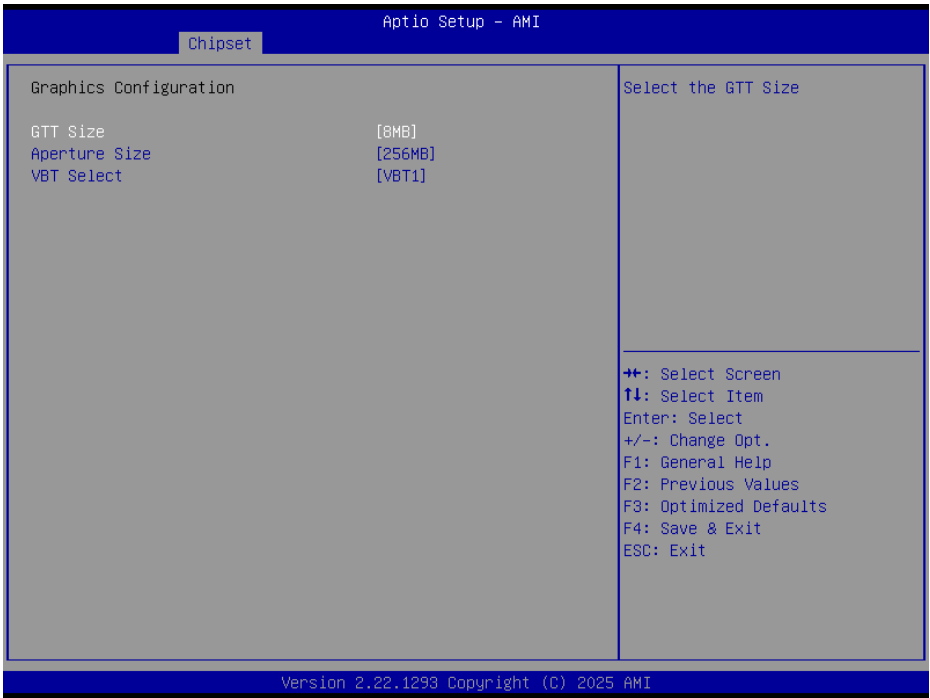 Aptio Setup – AMI
Chipset
Graphics Configuration
GTT Size [8MB]
Aperture Size [256MB]
VBT Select [VBT1]
Select the GTT Size
→←: Select Screen
↑↓: Select Item
Enter: Select
+/-: Change Opt.
F1: General Help
F2: Previous Values
F3: Optimized Defaults
F4: Save & Exit
ESC: Exit
Version 2.22.1293 Copyright (C) 2025 AMI